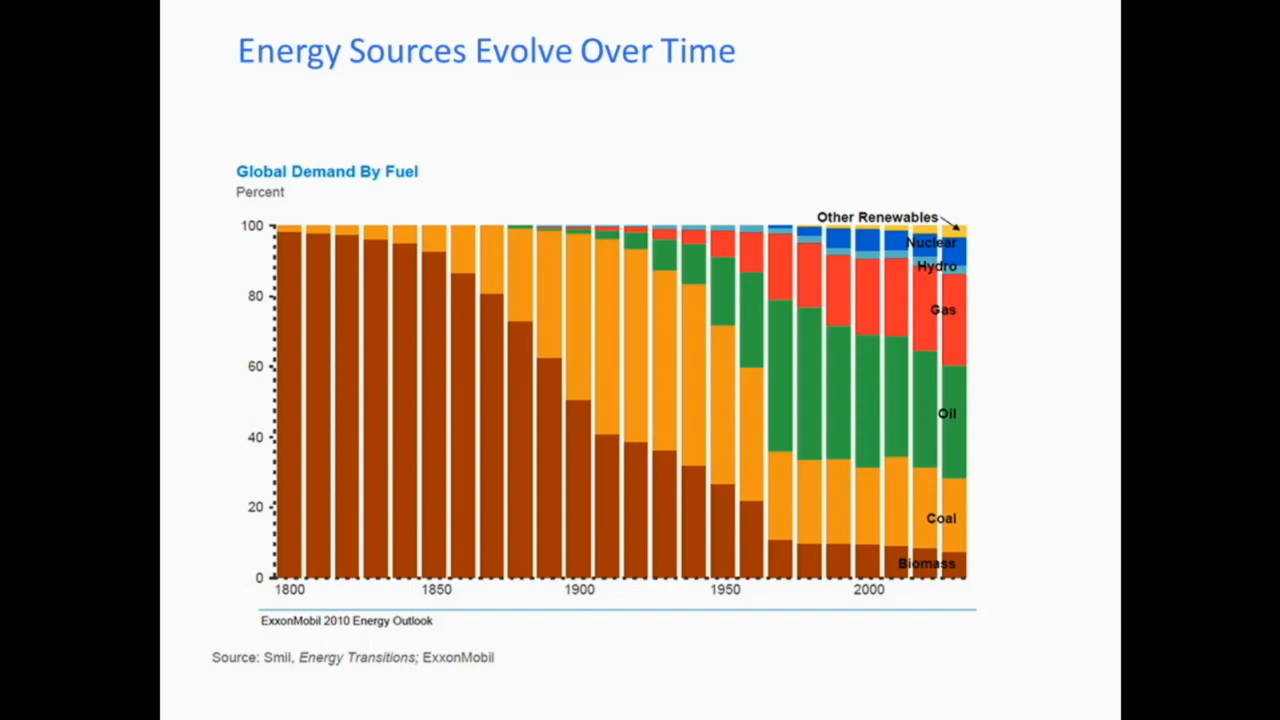 Energy Sources Evolve Over Time
Global Demand By Fuel
Percent
Other Renewables
100
Nuclear
Hydro
80
Gas
60
Oil
40
20
Coal
Biomass
0
1800 1850 1900 1950 2000
ExxonMobil 2010 Energy Outlook
Source: Smil, Energy Transitions; ExxonMobil